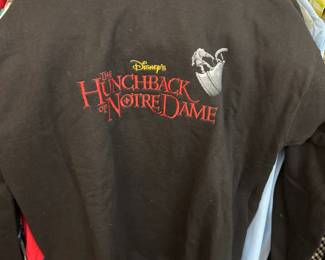 Disney's
THE
HUNCHBACK
OF NOTRE DAME